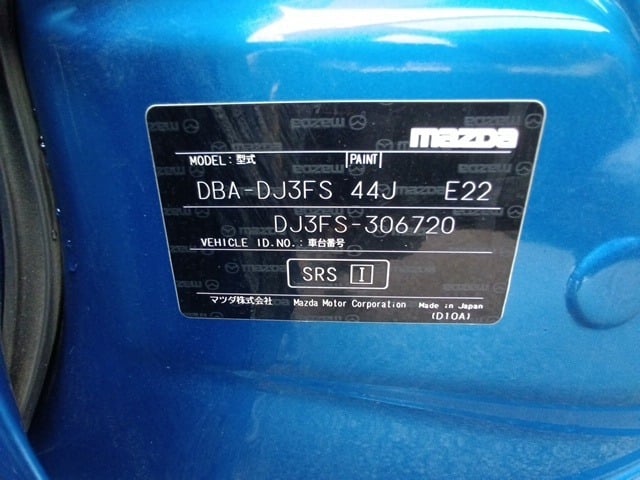 mazda
MODEL: 型式 PAINT
DBA-DJ3FS 44J E22
DJ3FS-306720
VEHICLE ID.NO.: 車台番号
SRS I
マツダ株式会社 Mazda Motor Corporation Made in Japan
(D10A)